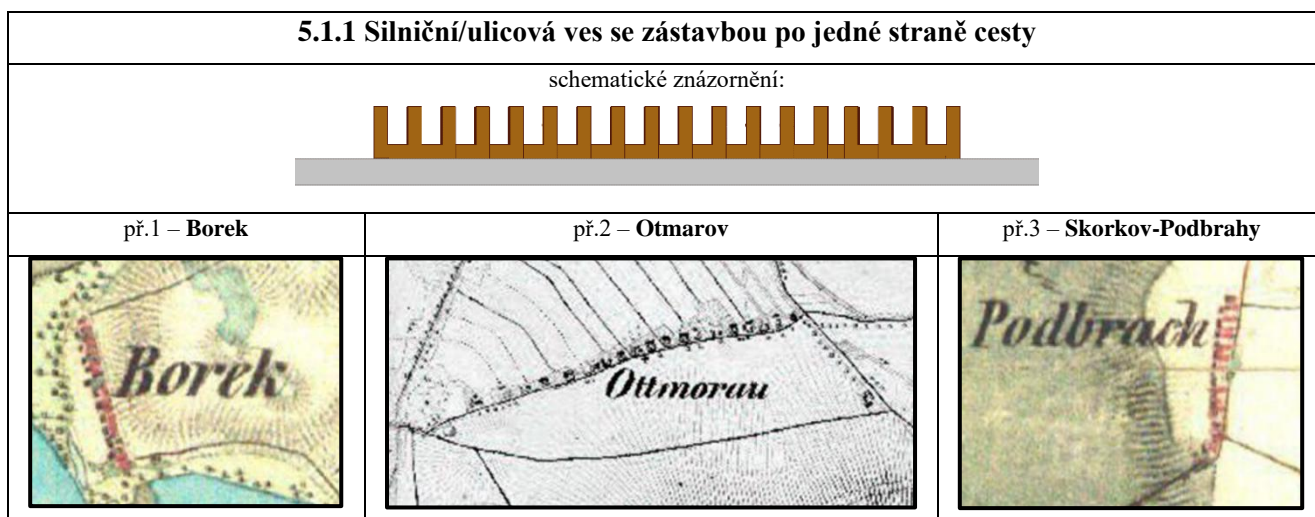 5.1.1 Silniční/ulicová ves se zástavbou po jedné straně cesty
schematické znázornění:
př.1 – Borek
př.2 – Otmarov
př.3 – Skorkov-Podbrahy
Borek
Ottmorau
Podbrach